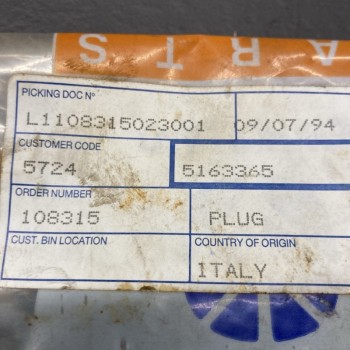 PARTS
PICKING DOC Nº
L1108315023001 09/07/94
CUSTOMER CODE
5724 5163365
ORDER NUMBER
108315 PLUG
CUST. BIN LOCATION COUNTRY OF ORIGIN
ITALY